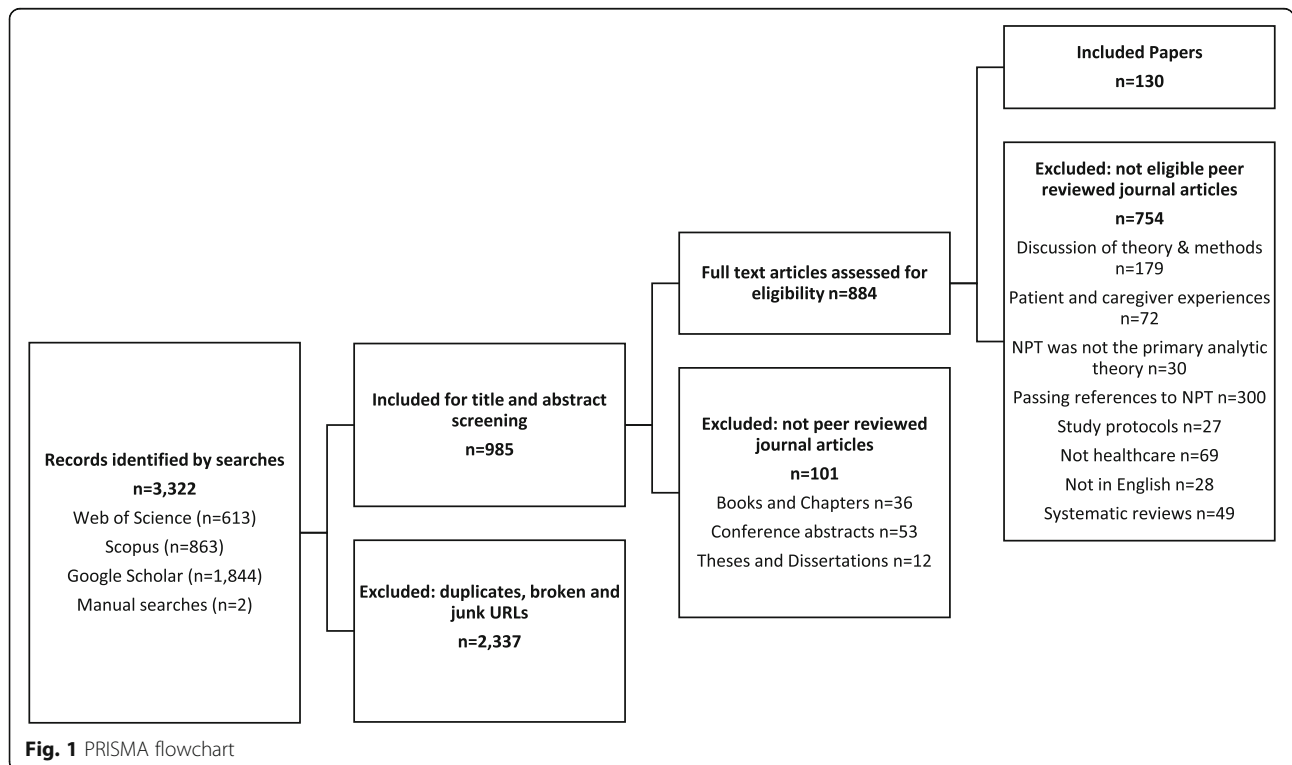 Records identified by searches
n=3,322
Web of Science (n=613)
Scopus (n=863)
Google Scholar (n=1,844)
Manual searches (n=2)
Included for title and abstract
screening
n=985
Excluded: duplicates, broken and
junk URLs
n=2,337
Full text articles assessed for
eligibility n=884
Excluded: not peer reviewed
journal articles
n=101
Books and Chapters n=36
Conference abstracts n=53
Theses and Dissertations n=12
Included Papers
n=130
Excluded: not eligible peer
reviewed journal articles
n=754
Discussion of theory & methods
n=179
Patient and caregiver experiences
n=72
NPT was not the primary analytic
theory n=30
Passing references to NPT n=300
Study protocols n=27
Not healthcare n=69
Not in English n=28
Systematic reviews n=49
Fig. 1 PRISMA flowchart